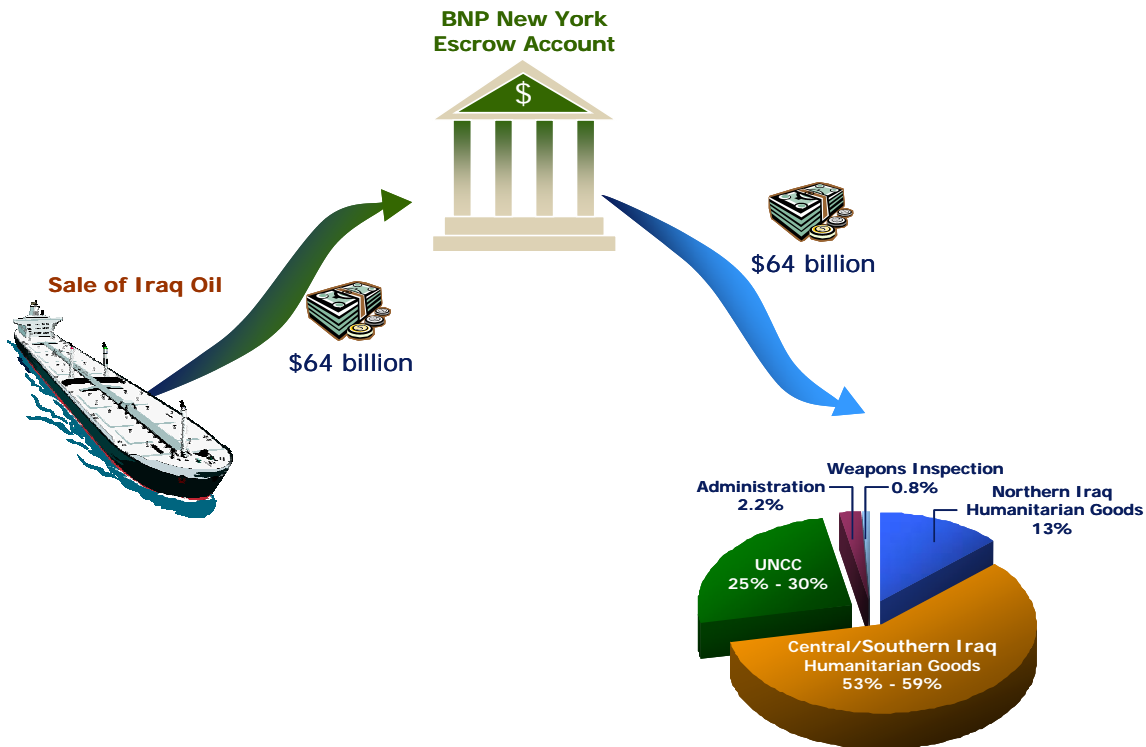 BNP New York
Escrow Account
$
Sale of Iraq Oil
$64 billion
$64 billion
Weapons Inspection
0.8%
Administration
2.2%
Northern Iraq
Humanitarian Goods
13%
UNCC
25% - 30%
Central/Southern Iraq
Humanitarian Goods
53% - 59%